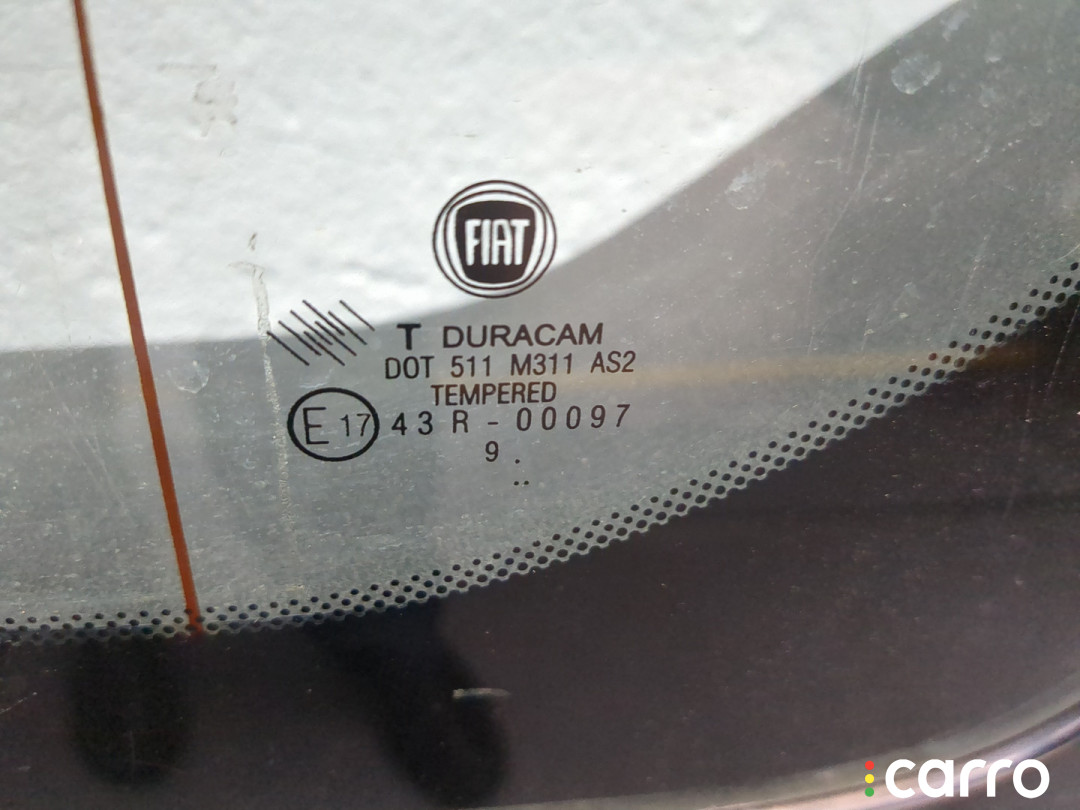 FIAT
T DURACAM
DOT 511 M311 AS2
TEMPERED
E 17 43 R - 00097
9 .
..
carro